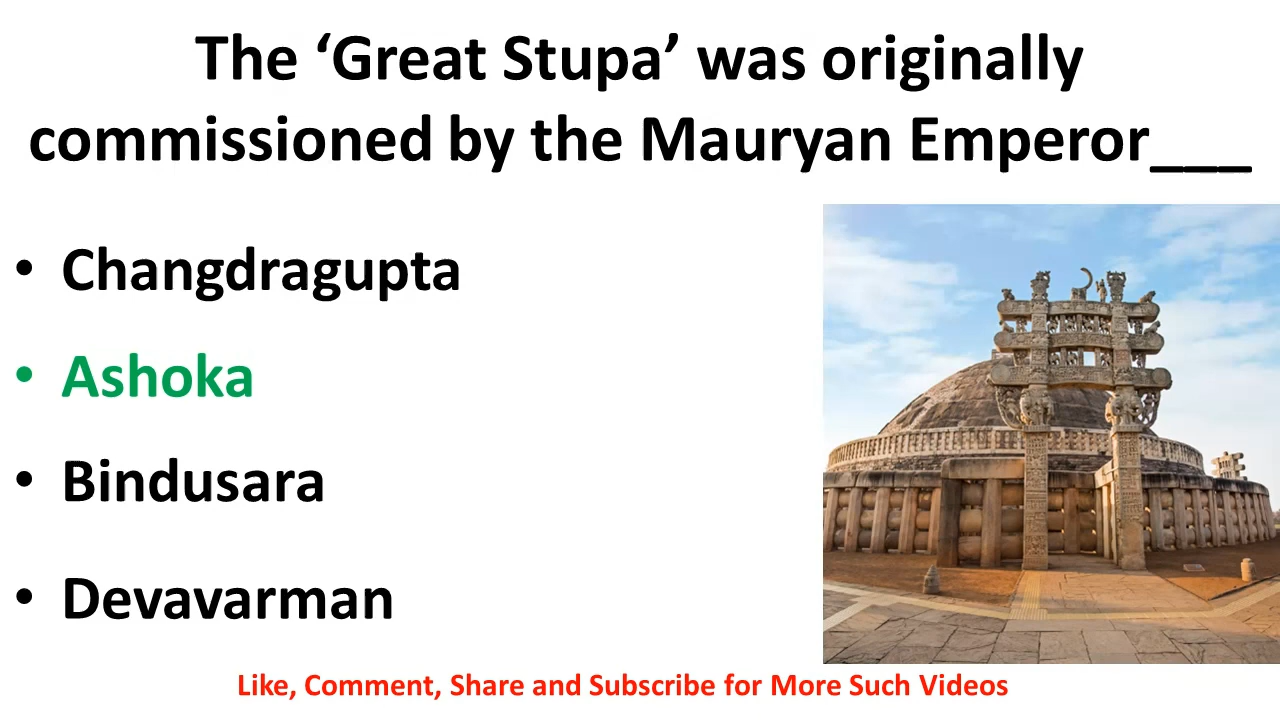 The ‘Great Stupa’ was originally
commissioned by the Mauryan Emperor___
• Changdragupta
• Ashoka
• Bindusara
• Devavarman
Like, Comment, Share and Subscribe for More Such Videos